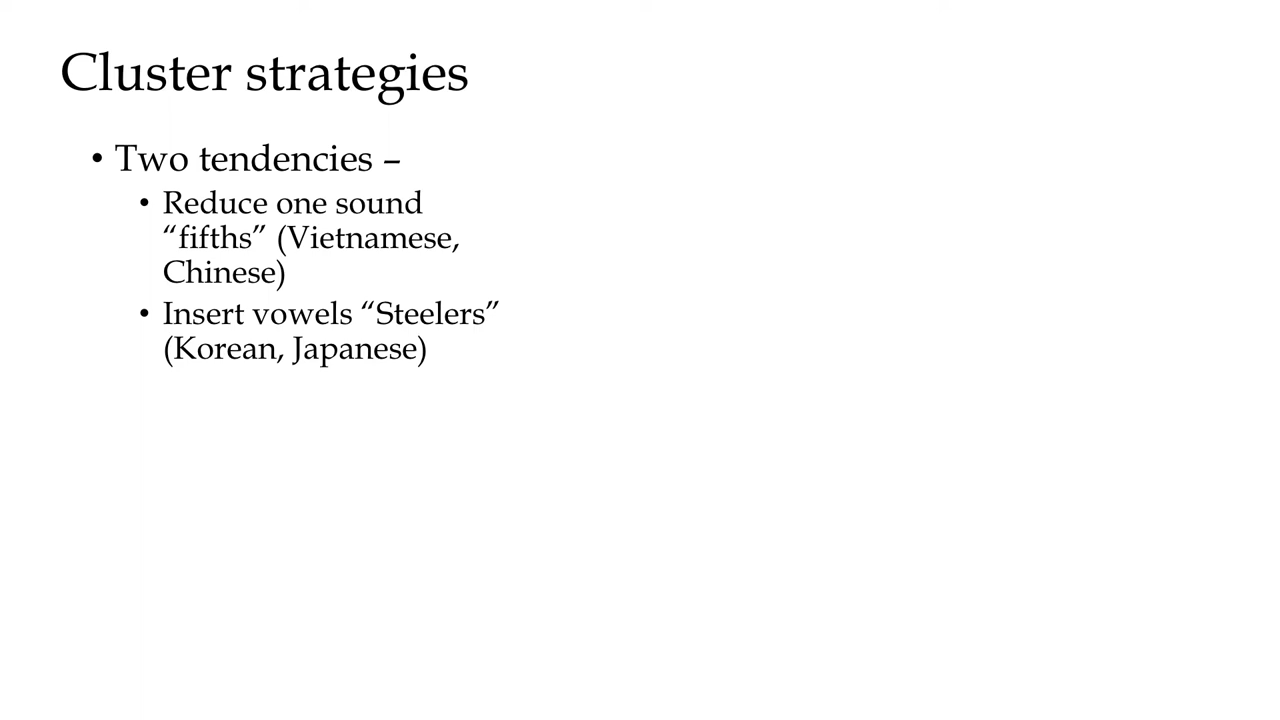 Cluster strategies
• Two tendencies –
• Reduce one sound
“fifths” (Vietnamese,
Chinese)
• Insert vowels “Steelers”
(Korean, Japanese)